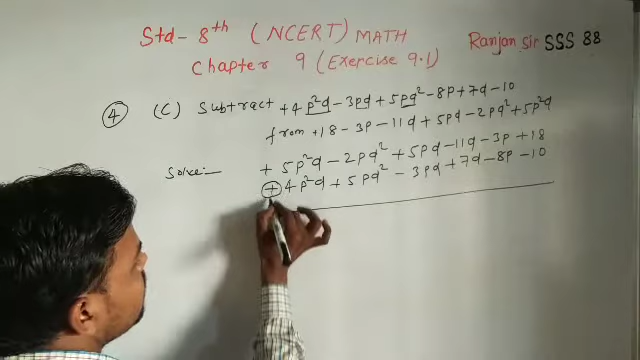 Std - 8th (NCERT) MATH
Chapter 9 (Exercise 9.1)
Ranjan sir SSS 88
④ (C) Subtract +4p²q - 3pq + 5pq² - 8p + 7q - 10
from +18 - 3p - 11q + 5pq - 2pq² + 5p²q
Solve:— + 5p²q - 2pq² + 5pq - 11q - 3p + 18
⊕ 4p²q + 5pq² - 3pq + 7q - 8p - 10